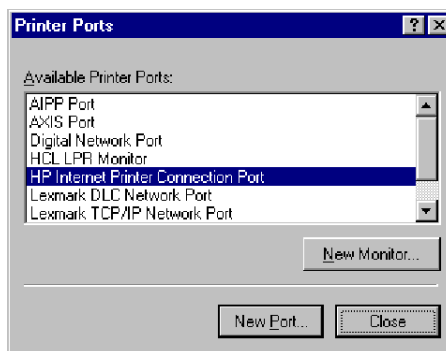 Printer Ports
Available Printer Ports:
AIPP Port
AXIS Port
Digital Network Port
HCL LPR Monitor
HP Internet Printer Connection Port
Lexmark DLC Network Port
Lexmark TCP/IP Network Port
New Monitor...
New Port...
Close